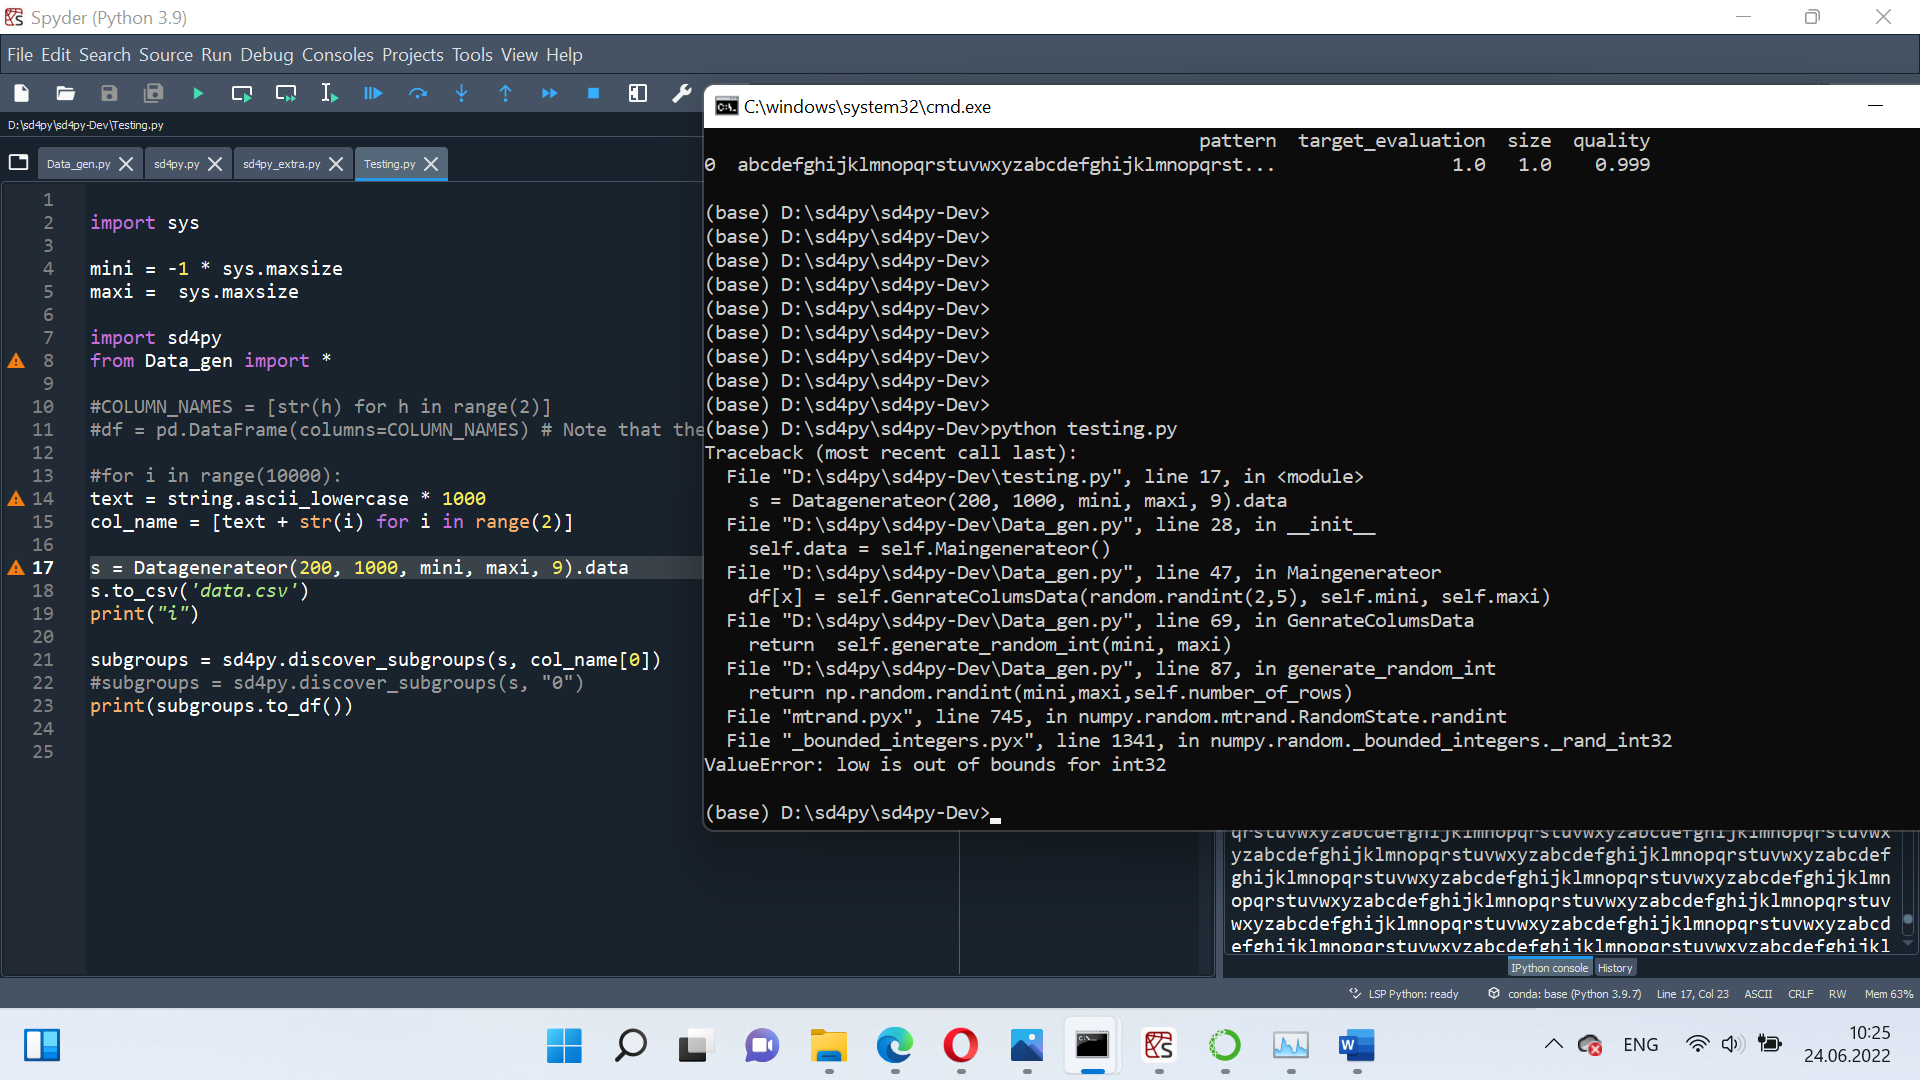 Spyder (Python 3.9)
File Edit Search Source Run Debug Consoles Projects Tools View Help
D:\sd4py\sd4py-Dev\Testing.py
Data_gen.py
sd4py.py
sd4py_extra.py
Testing.py
1
2 import sys
3
4 mini = -1 * sys.maxsize
5 maxi =  sys.maxsize
6
7 import sd4py
8 from Data_gen import *
9
10 #COLUMN_NAMES = [str(h) for h in range(2)]
11 #df = pd.DataFrame(columns=COLUMN_NAMES) # Note that the
12
13 #for i in range(10000):
14 text = string.ascii_lowercase * 1000
15 col_name = [text + str(i) for i in range(2)]
16
17 s = Datagenerateor(200, 1000, mini, maxi, 9).data
18 s.to_csv('data.csv')
19 print("i")
20
21 subgroups = sd4py.discover_subgroups(s, col_name[0])
22 #subgroups = sd4py.discover_subgroups(s, "0")
23 print(subgroups.to_df())
24
25
C:\windows\system32\cmd.exe
pattern target_evaluation size quality
0 abcdefghijklmnopqrstuvwxyzabcdefghijklmnopqrst... 1.0 1.0 0.999
(base) D:\sd4py\sd4py-Dev>
(base) D:\sd4py\sd4py-Dev>
(base) D:\sd4py\sd4py-Dev>
(base) D:\sd4py\sd4py-Dev>
(base) D:\sd4py\sd4py-Dev>
(base) D:\sd4py\sd4py-Dev>
(base) D:\sd4py\sd4py-Dev>
(base) D:\sd4py\sd4py-Dev>
(base) D:\sd4py\sd4py-Dev>
(base) D:\sd4py\sd4py-Dev>python testing.py
Traceback (most recent call last):
File "D:\sd4py\sd4py-Dev\testing.py", line 17, in <module>
s = Datagenerateor(200, 1000, mini, maxi, 9).data
File "D:\sd4py\sd4py-Dev\Data_gen.py", line 28, in __init__
self.data = self.Maingenerateor()
File "D:\sd4py\sd4py-Dev\Data_gen.py", line 47, in Maingenerateor
df[x] = self.GenrateColumsData(random.randint(2,5), self.mini, self.maxi)
File "D:\sd4py\sd4py-Dev\Data_gen.py", line 69, in GenrateColumsData
return  self.generate_random_int(mini, maxi)
File "D:\sd4py\sd4py-Dev\Data_gen.py", line 87, in generate_random_int
return np.random.randint(mini,maxi,self.number_of_rows)
File "mtrand.pyx", line 745, in numpy.random.mtrand.RandomState.randint
File "_bounded_integers.pyx", line 1341, in numpy.random._bounded_integers._rand_int32
ValueError: low is out of bounds for int32
(base) D:\sd4py\sd4py-Dev>
qrstuvwxyzabcdefghijklmnopqrstuvwxyzabcdefghijklmnopqrstuvwx
yzabcdefghijklmnopqrstuvwxyzabcdefghijklmnopqrstuvwxyzabcdef
ghijklmnopqrstuvwxyzabcdefghijklmnopqrstuvwxyzabcdefghijklmn
opqrstuvwxyzabcdefghijklmnopqrstuvwxyzabcdefghijklmnopqrstuv
wxyzabcdefghijklmnopqrstuvwxyzabcdefghijklmnopqrstuvwxyzabcd
efghijklmnopqrstuvwxyzabcdefghijklmnopqrstuvwxyzabcdefghijkl
IPython console History
LSP Python: ready conda: base (Python 3.9.7) Line 17, Col 23 ASCII CRLF RW Mem 63%
ENG
10:25
24.06.2022